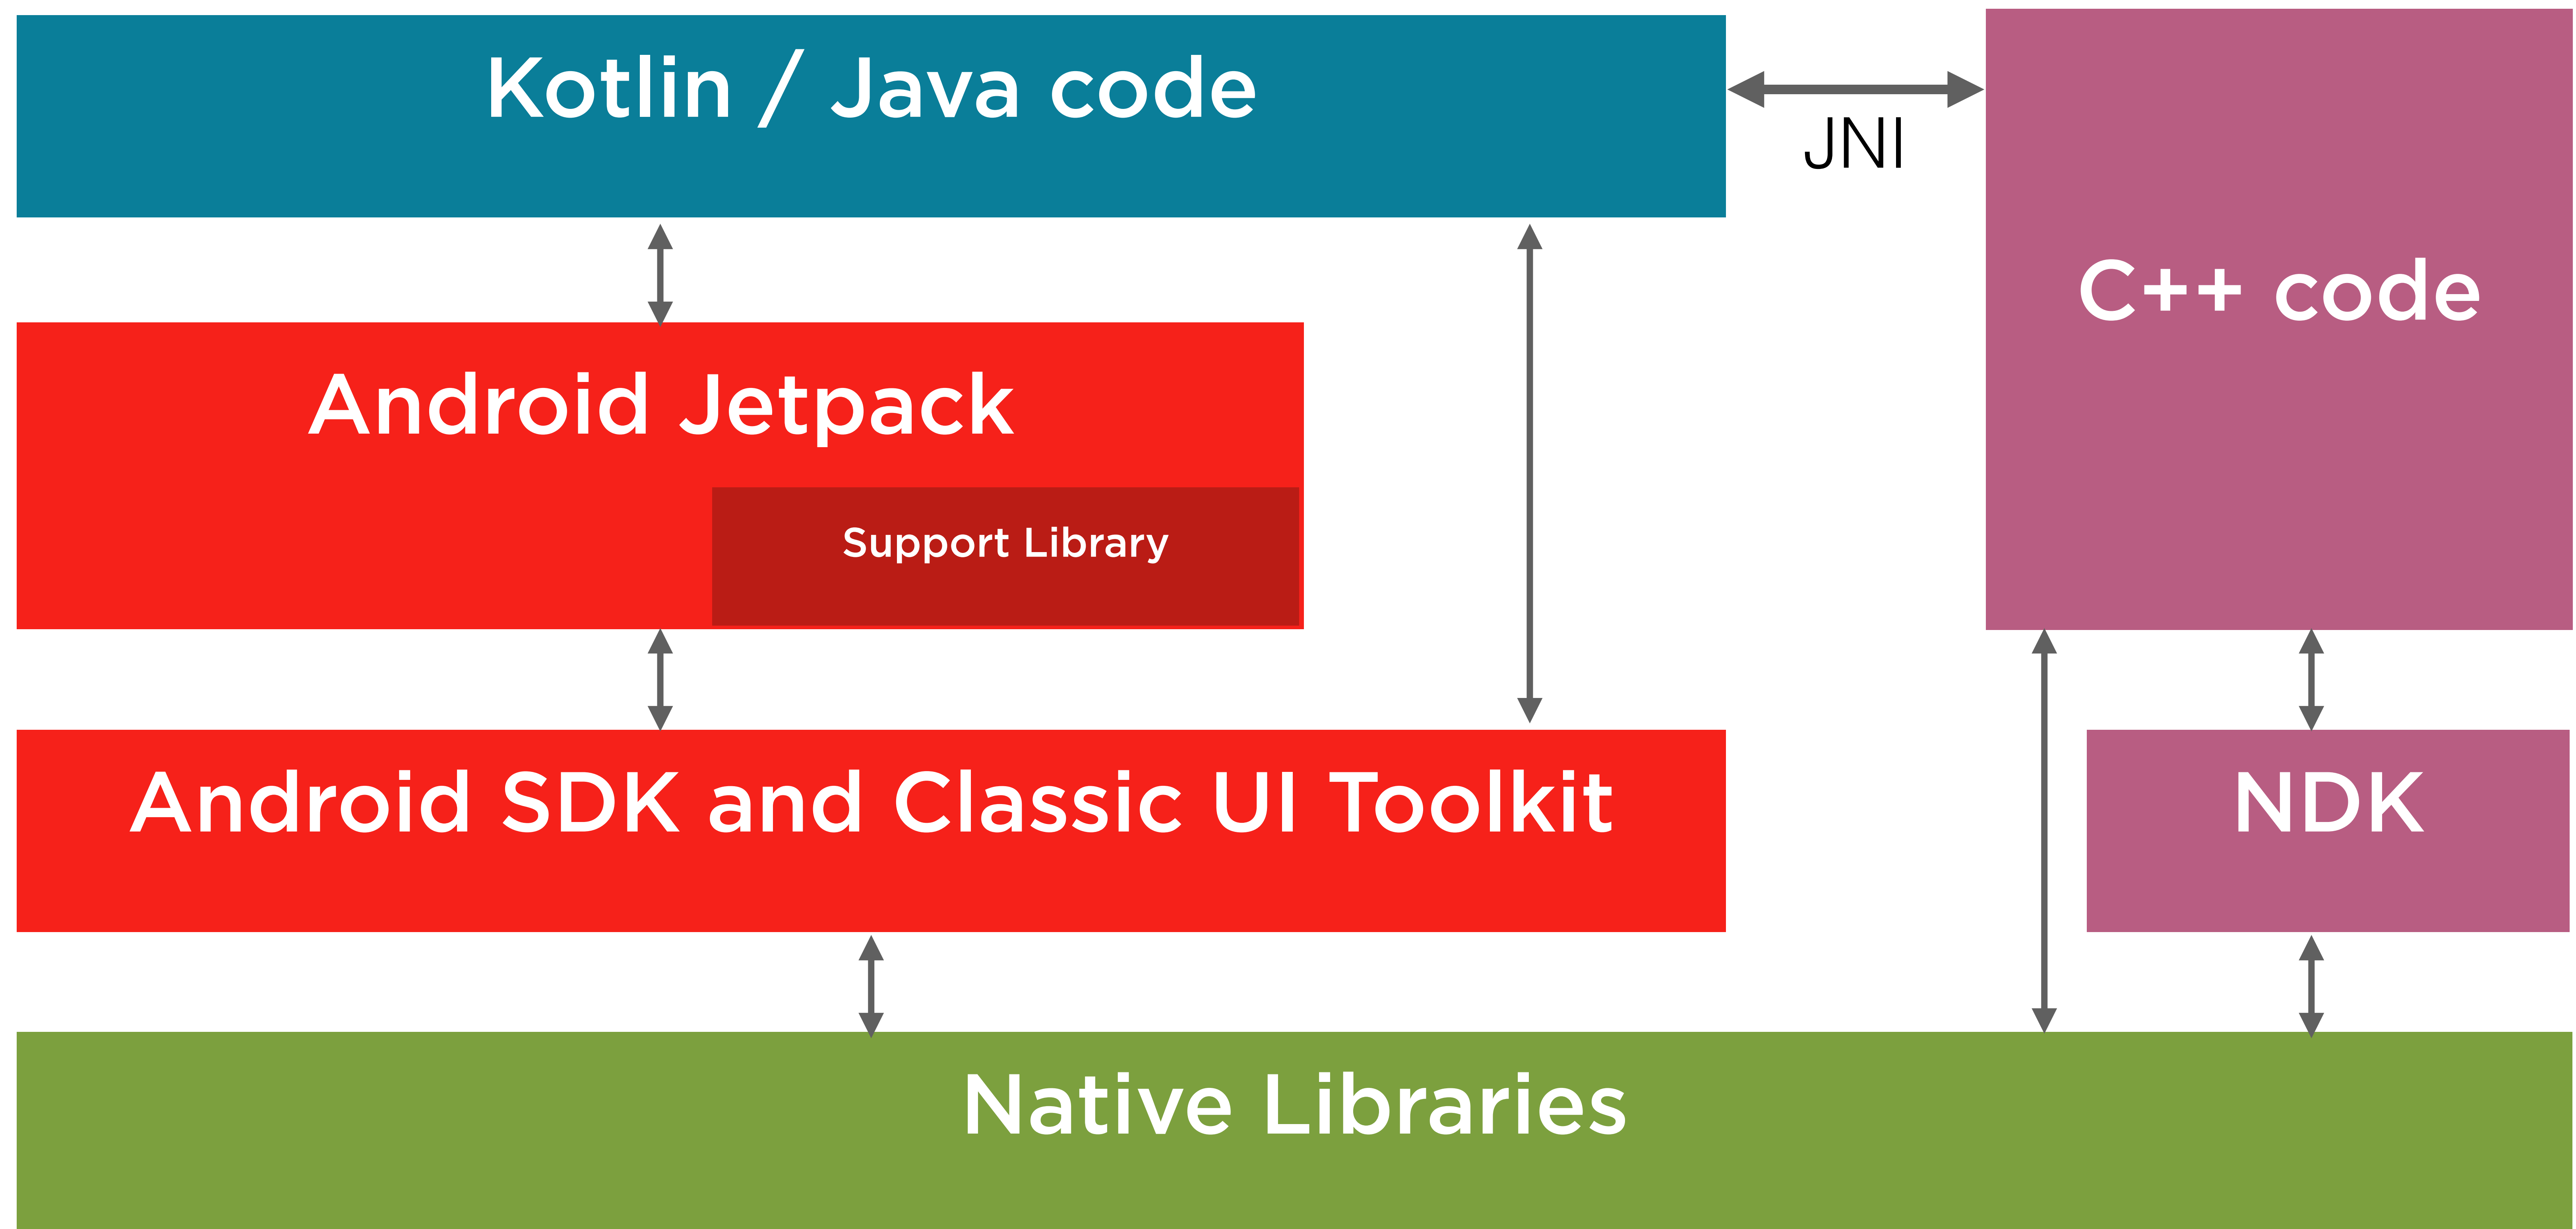 Kotlin / Java code
JNI
C++ code
Android Jetpack
Support Library
Android SDK and Classic UI Toolkit
NDK
Native Libraries